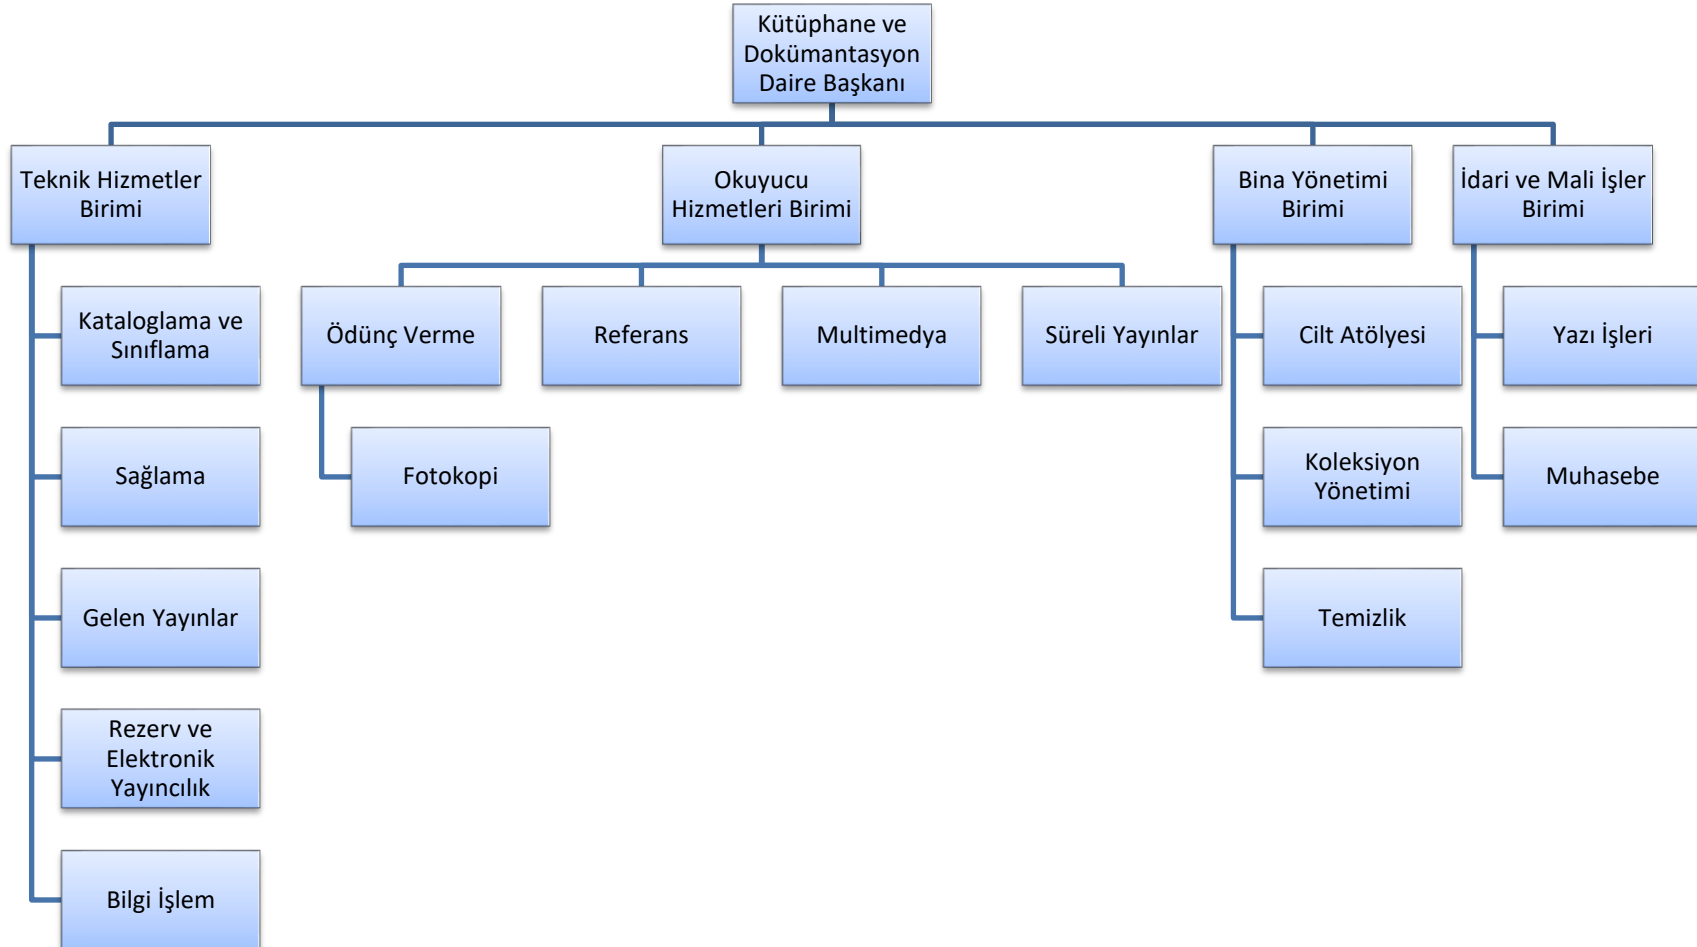 Kütüphane ve
Dokümantasyon
Daire Başkanı
Teknik Hizmetler
Birimi
Okuyucu
Hizmetleri Birimi
Bina Yönetimi
Birimi
İdari ve Mali İşler
Birimi
Kataloglama ve
Sınıflama
Ödünç Verme
Referans
Multimedya
Süreli Yayınlar
Cilt Atölyesi
Yazı İşleri
Sağlama
Fotokopi
Koleksiyon
Yönetimi
Muhasebe
Gelen Yayınlar
Temizlik
Rezerv ve
Elektronik
Yayıncılık
Bilgi İşlem